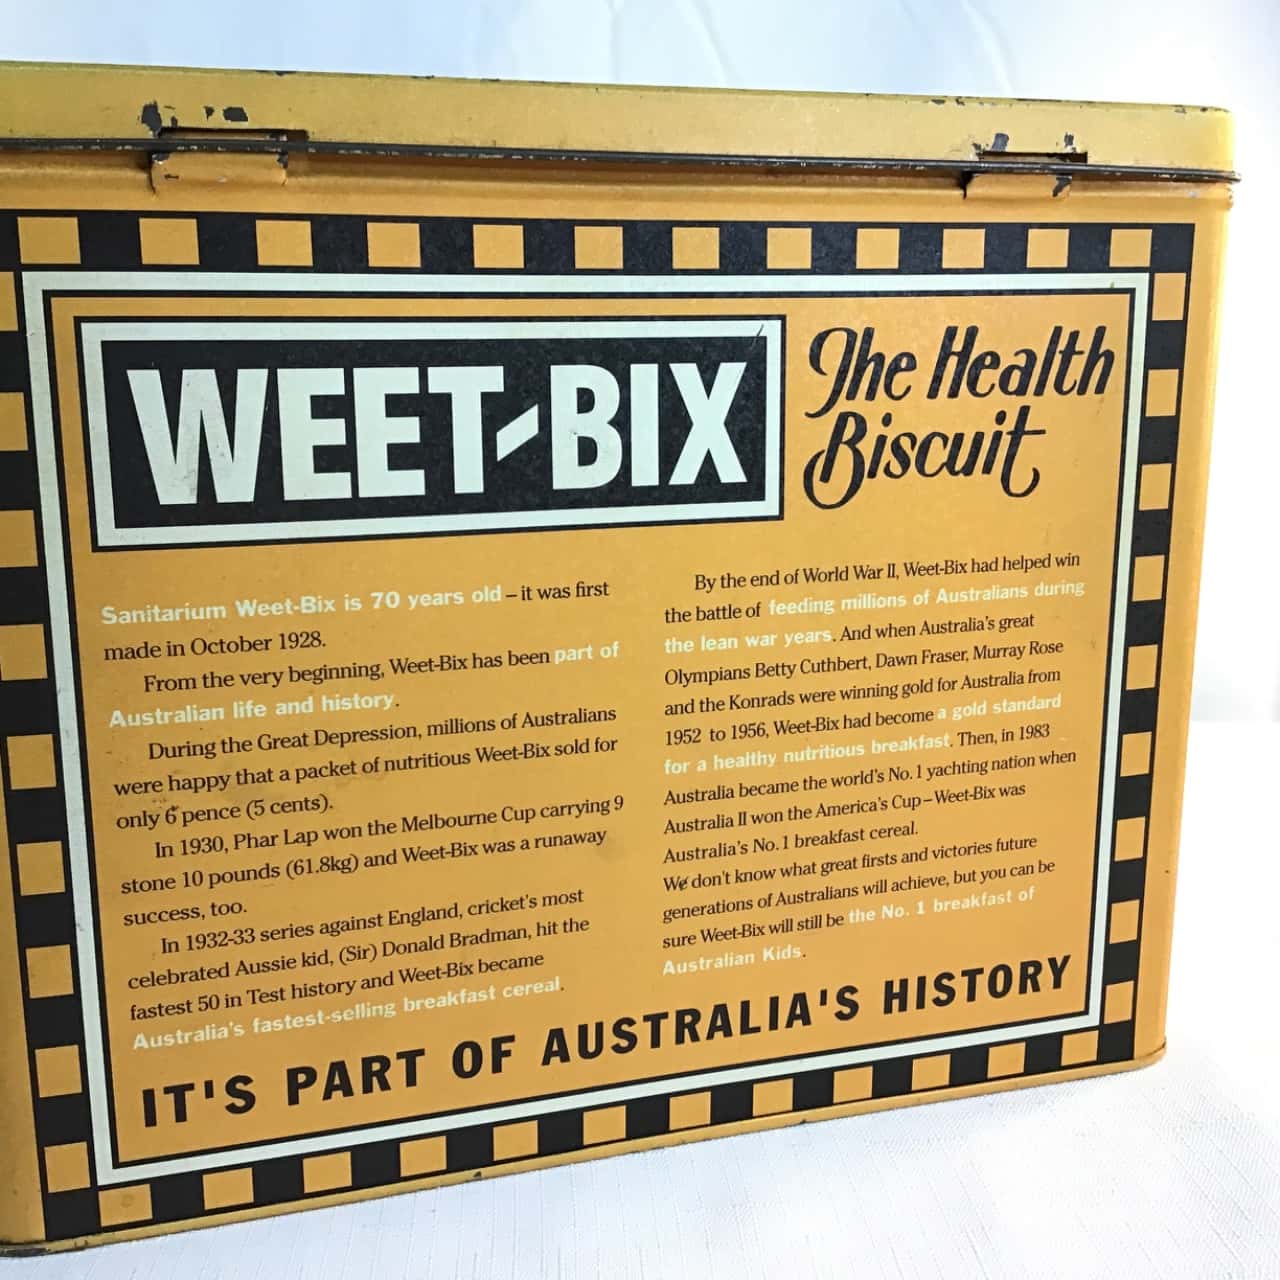 WEET-BIX
The Health
Biscuit
Sanitarium Weet-Bix is 70 years old – it was first
made in October 1928.
From the very beginning, Weet-Bix has been part of
Australian life and history.
During the Great Depression, millions of Australians
were happy that a packet of nutritious Weet-Bix sold for
only 6 pence (5 cents).
In 1930, Phar Lap won the Melbourne Cup carrying 9
stone 10 pounds (61.8kg) and Weet-Bix was a runaway
success, too.
In 1932-33 series against England, cricket's most
celebrated Aussie kid, (Sir) Donald Bradman, hit the
fastest 50 in Test history and Weet-Bix became
Australia's fastest-selling breakfast cereal.
By the end of World War II, Weet-Bix had helped win
the battle of feeding millions of Australians during
the lean war years. And when Australia's great
Olympians Betty Cuthbert, Dawn Fraser, Murray Rose
and the Konrads were winning gold for Australia from
1952 to 1956, Weet-Bix had become a gold standard
for a healthy nutritious breakfast. Then, in 1983
Australia became the world's No. 1 yachting nation when
Australia II won the America's Cup – Weet-Bix was
Australia's No. 1 breakfast cereal.
We don't know what great firsts and victories future
generations of Australians will achieve, but you can be
sure Weet-Bix will still be the No. 1 breakfast of
Australian Kids.
IT'S PART OF AUSTRALIA'S HISTORY